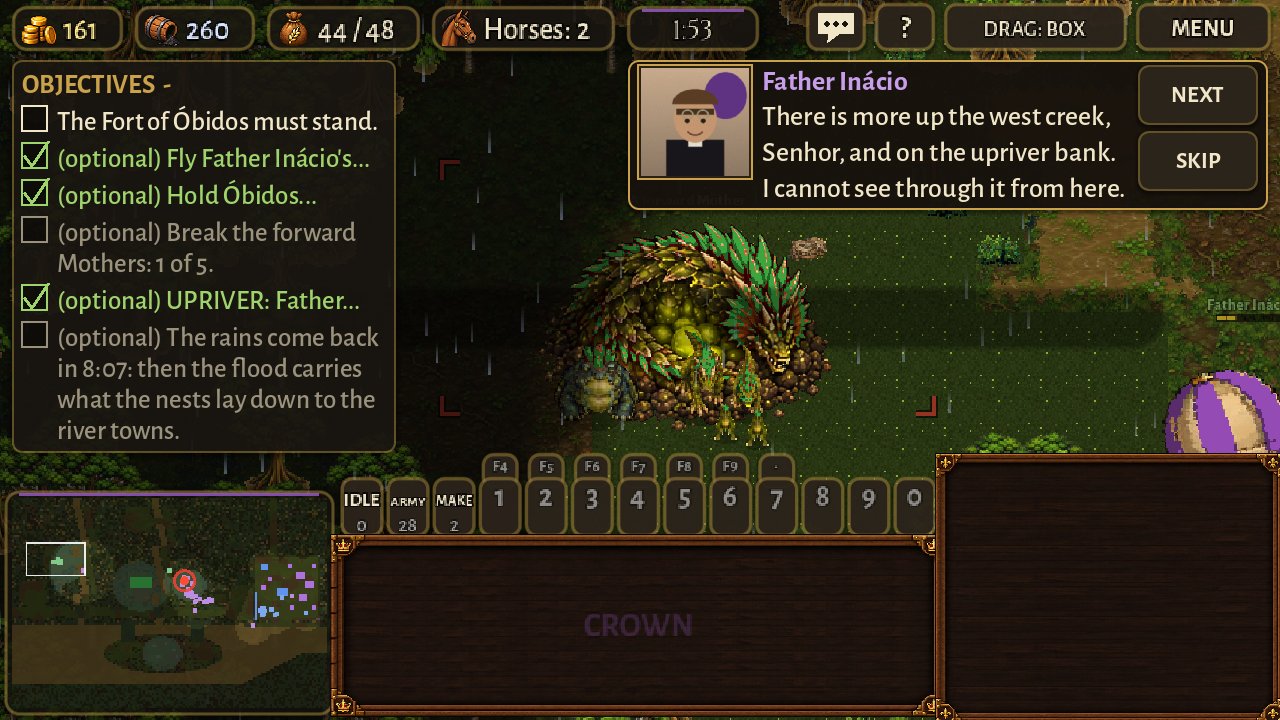 161
260
44/48
Horses: 2
1:53
?
DRAG: BOX
MENU
OBJECTIVES -
The Fort of Óbidos must stand.
(optional) Fly Father Inácio's...
(optional) Hold Óbidos...
(optional) Break the forward
Mothers: 1 of 5.
(optional) UPRIVER: Father...
(optional) The rains come back
in 8:07: then the flood carries
what the nests lay down to the
river towns.
Father Inácio
There is more up the west creek,
Senhor, and on the upriver bank.
I cannot see through it from here.
NEXT
SKIP
Father Inác
F4
F5
F6
F7
F8
F9
IDLE
0
ARMY
28
MAKE
2
1
2
3
4
5
6
7
8
9
0
CROWN